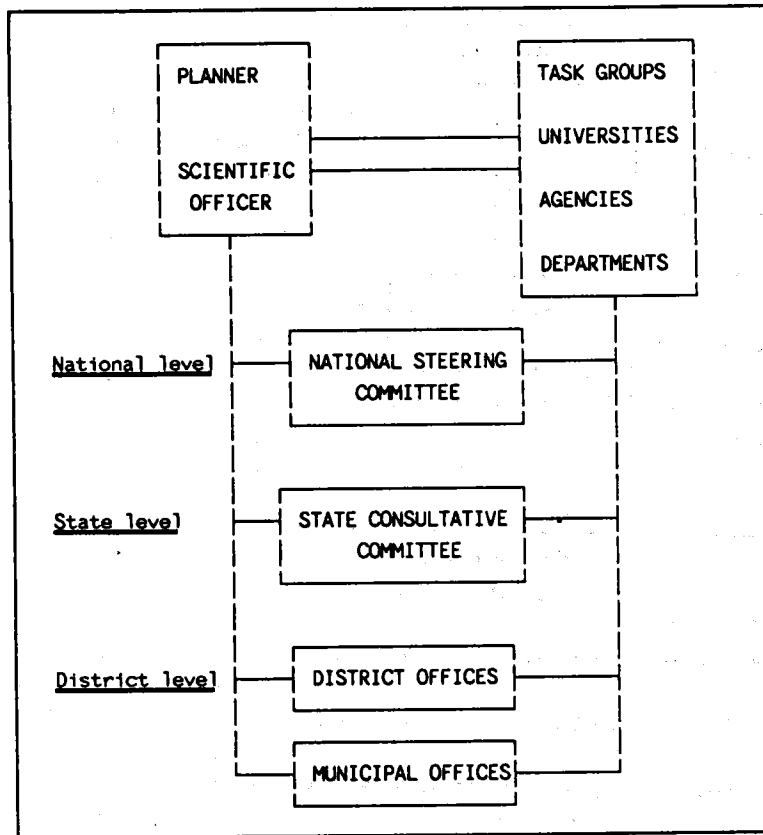 PLANNER
SCIENTIFIC
OFFICER
TASK GROUPS
UNIVERSITIES
AGENCIES
DEPARTMENTS
National level
NATIONAL STEERING
COMMITTEE
State level
STATE CONSULTATIVE
COMMITTEE
District level
DISTRICT OFFICES
MUNICIPAL OFFICES